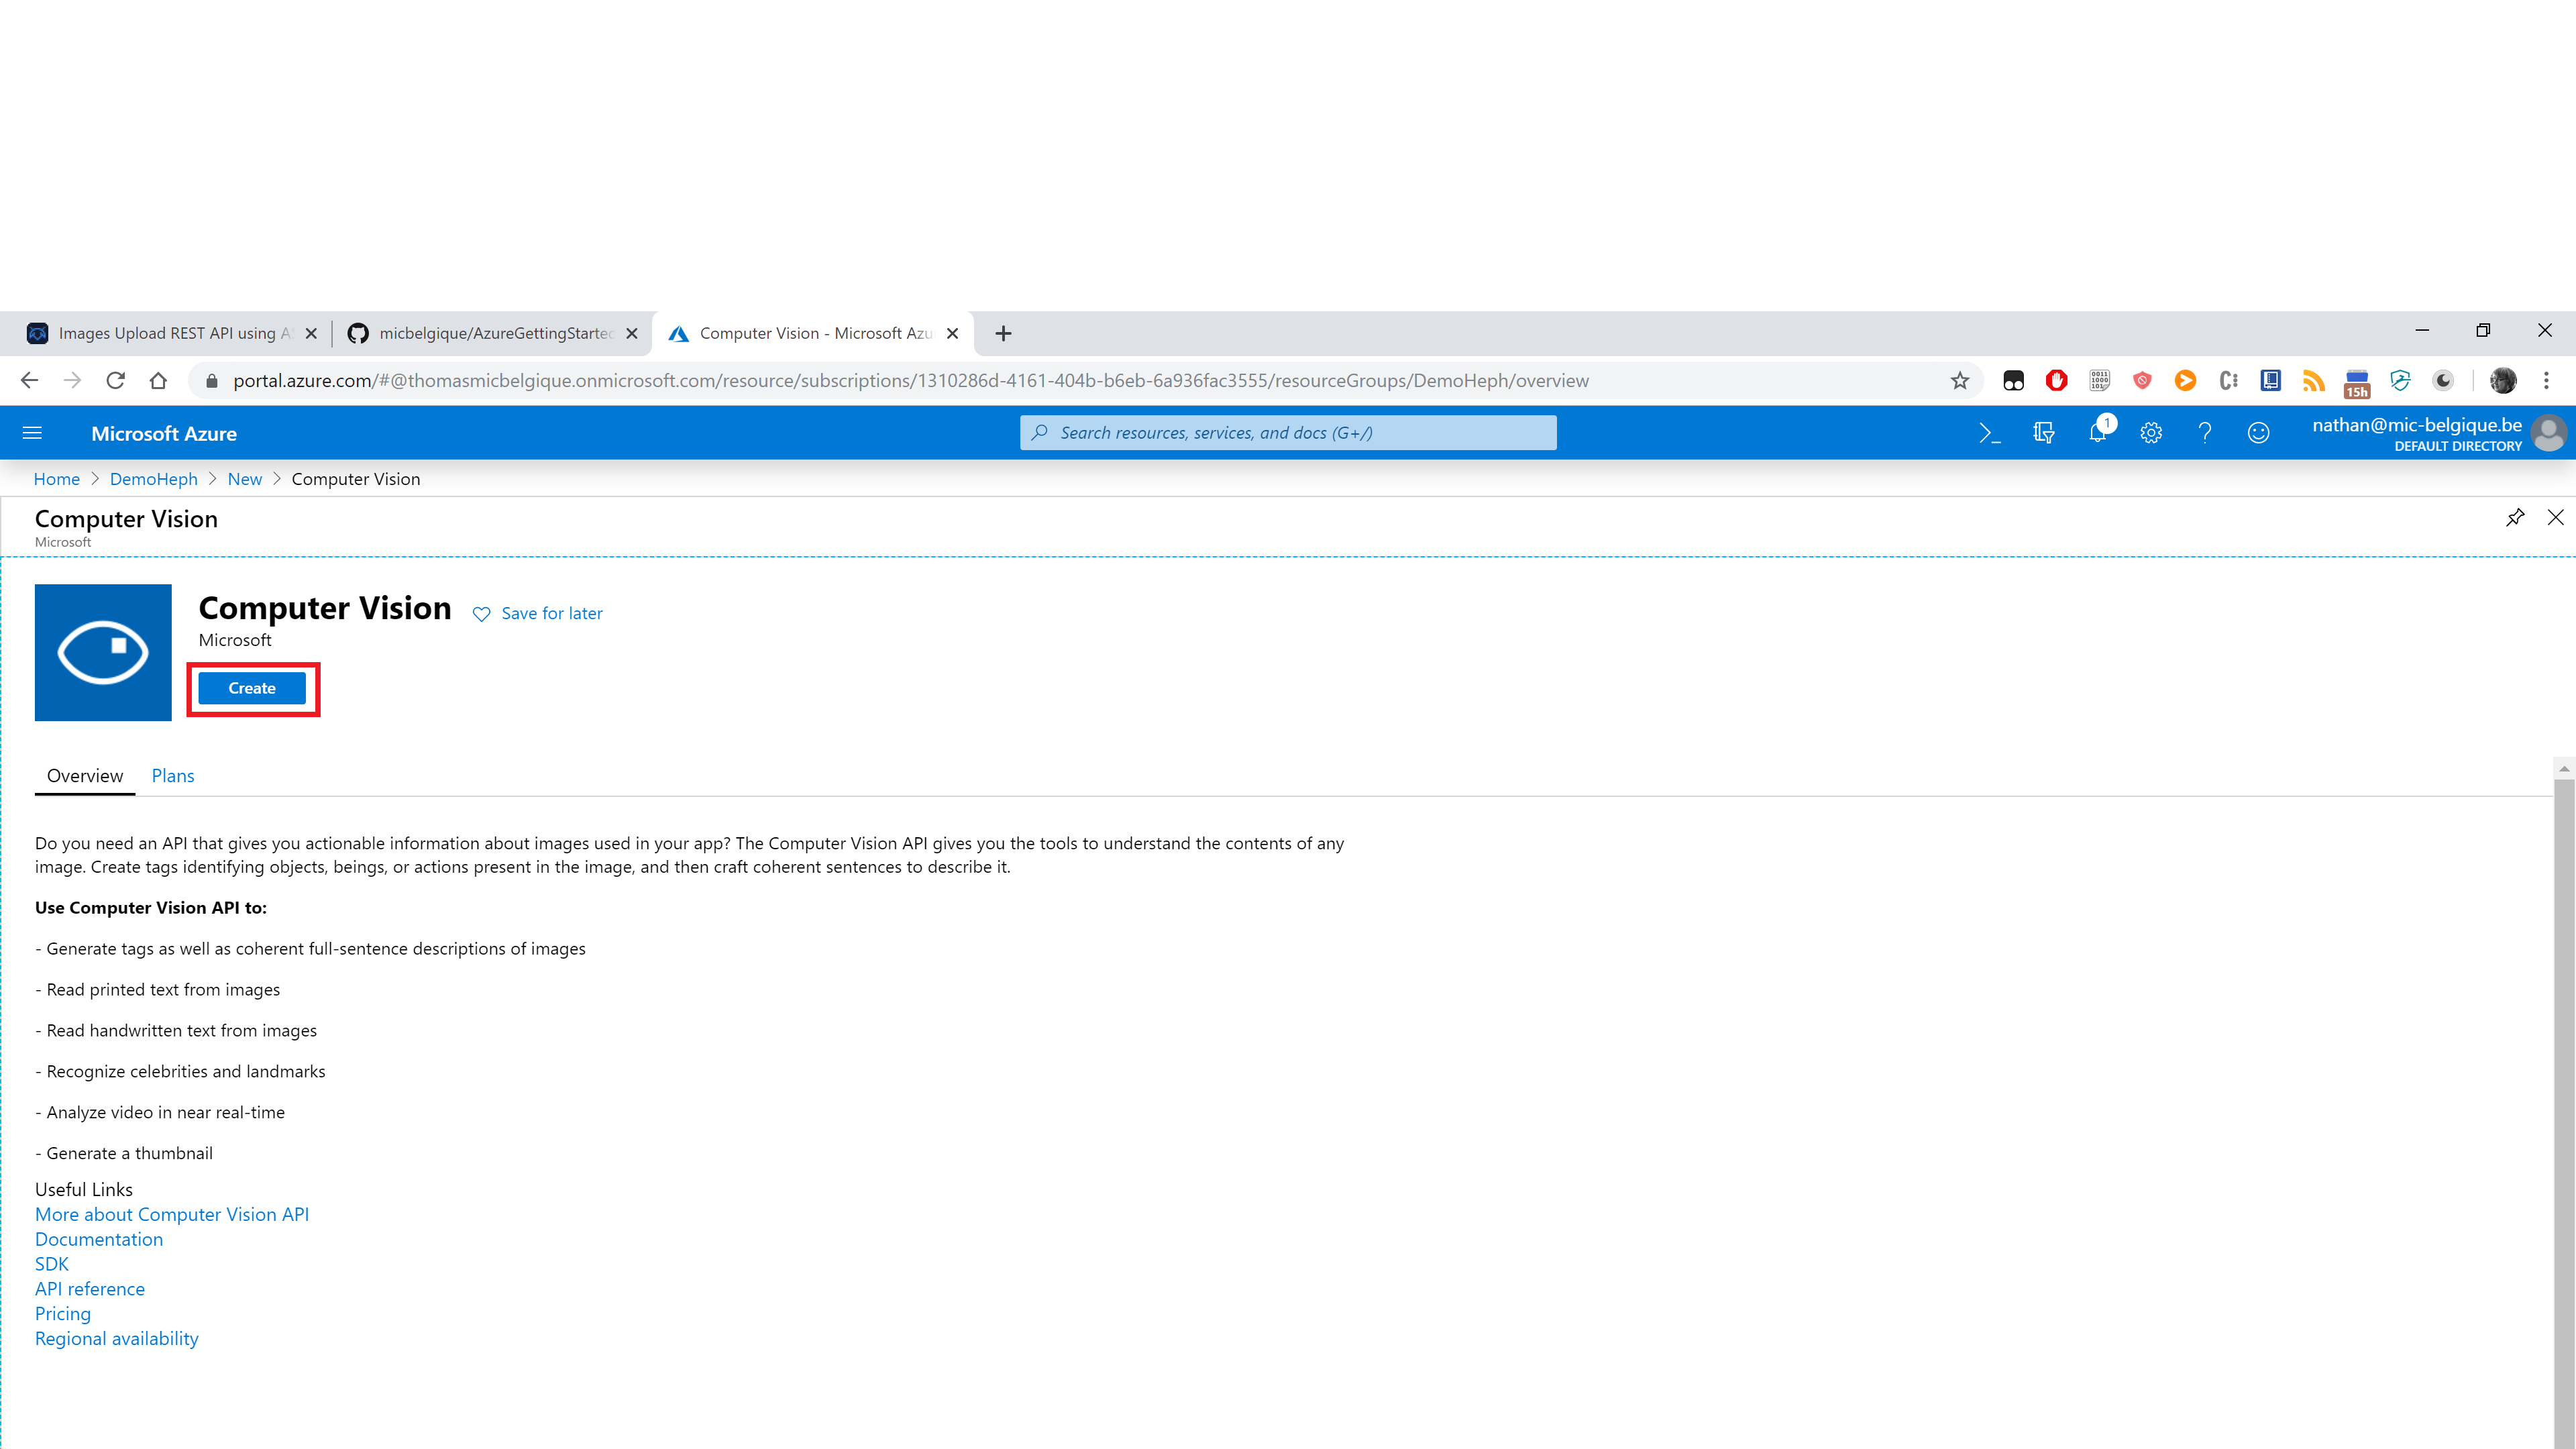 Images Upload REST API using A
micbelgique/AzureGettingStarted
Computer Vision - Microsoft Azu
portal.azure.com/#@thomasmicbelgique.onmicrosoft.com/resource/subscriptions/1310286d-4161-404b-b6eb-6a936fac3555/resourceGroups/DemoHeph/overview
15h
Microsoft Azure
Search resources, services, and docs (G+/)
1
nathan@mic-belgique.be
DEFAULT DIRECTORY
Home > DemoHeph > New > Computer Vision
Computer Vision
Microsoft
Computer Vision
Save for later
Microsoft
Create
Overview Plans
Do you need an API that gives you actionable information about images used in your app? The Computer Vision API gives you the tools to understand the contents of any
image. Create tags identifying objects, beings, or actions present in the image, and then craft coherent sentences to describe it.
Use Computer Vision API to:
- Generate tags as well as coherent full-sentence descriptions of images
- Read printed text from images
- Read handwritten text from images
- Recognize celebrities and landmarks
- Analyze video in near real-time
- Generate a thumbnail
Useful Links
More about Computer Vision API
Documentation
SDK
API reference
Pricing
Regional availability